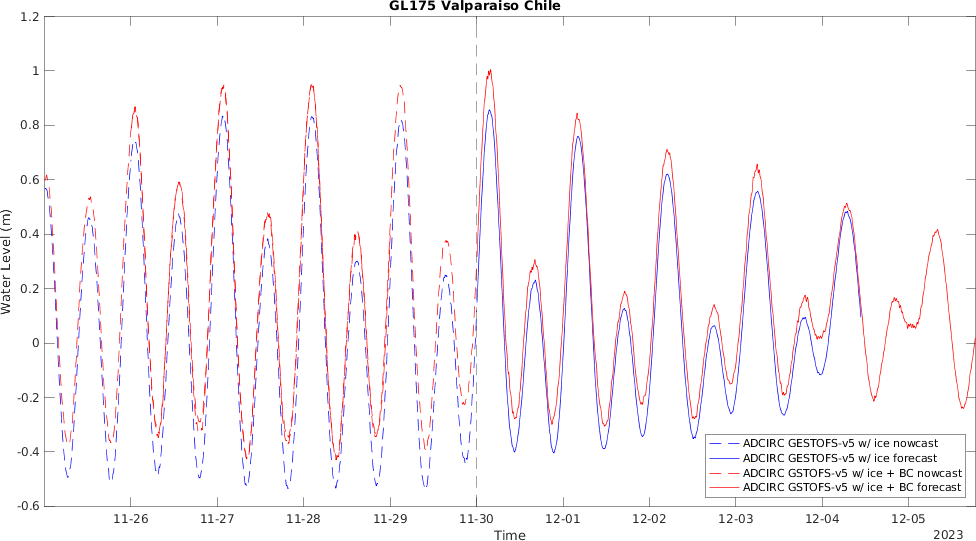 GL175 Valparaiso Chile
Water Level (m)
1.2
1
0.8
0.6
0.4
0.2
0
-0.2
-0.4
-0.6
ADCIRC GESTOFS-v5 w/ ice nowcast
ADCIRC GESTOFS-v5 w/ ice forecast
ADCIRC GSTOFS-v5 w/ ice + BC nowcast
ADCIRC GSTOFS-v5 w/ ice + BC forecast
11-26 11-27 11-28 11-29 11-30 12-01 12-02 12-03 12-04 12-05
Time
2023